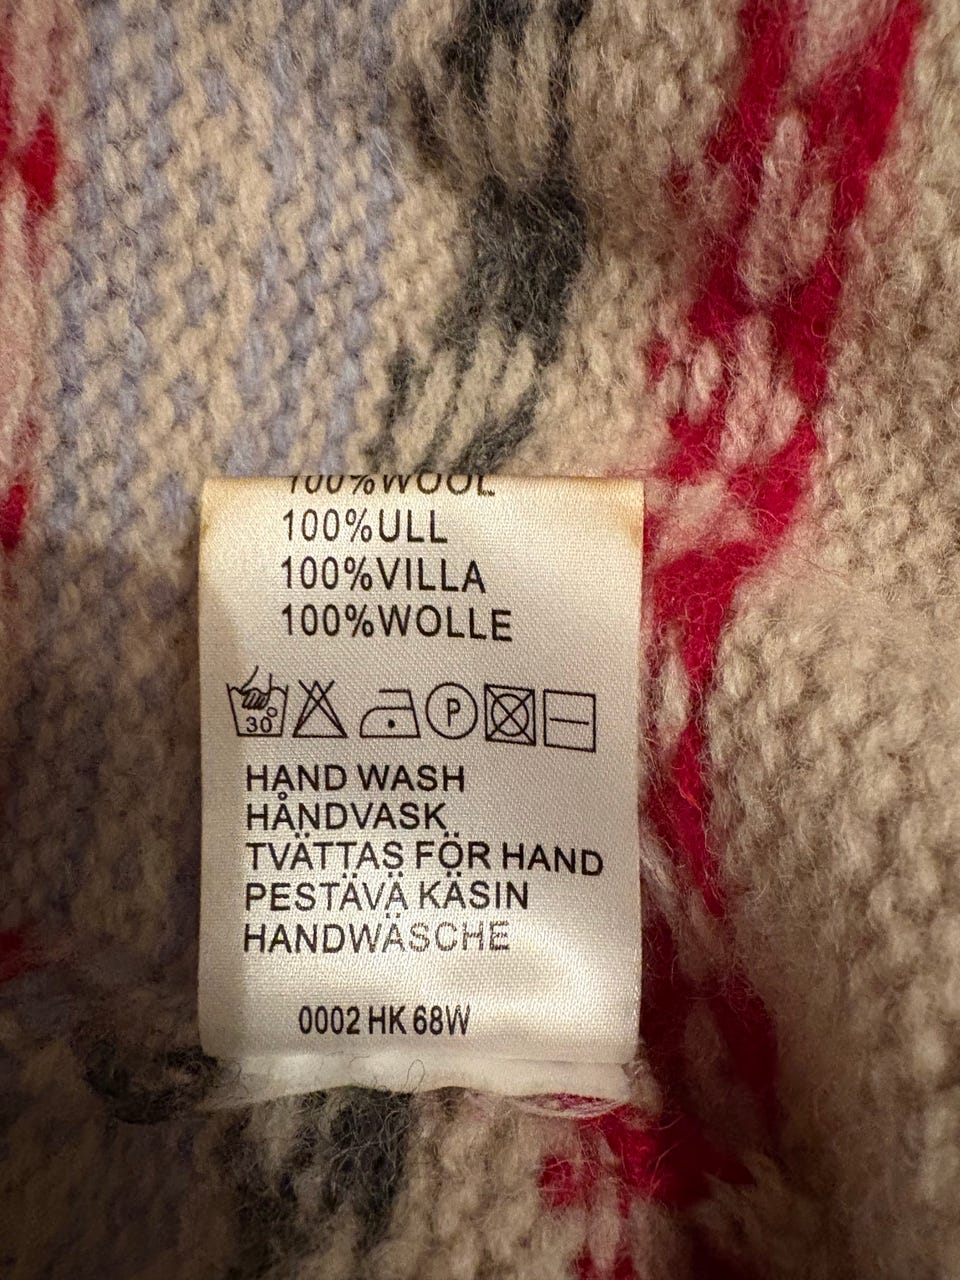 100%WOOL
100%ULL
100%VILLA
100%WOLLE
30 P
HAND WASH
HÅNDVASK
TVÄTTAS FÖR HAND
PESTÄVÄ KÄSIN
HANDWÄSCHE
0002 HK 68W